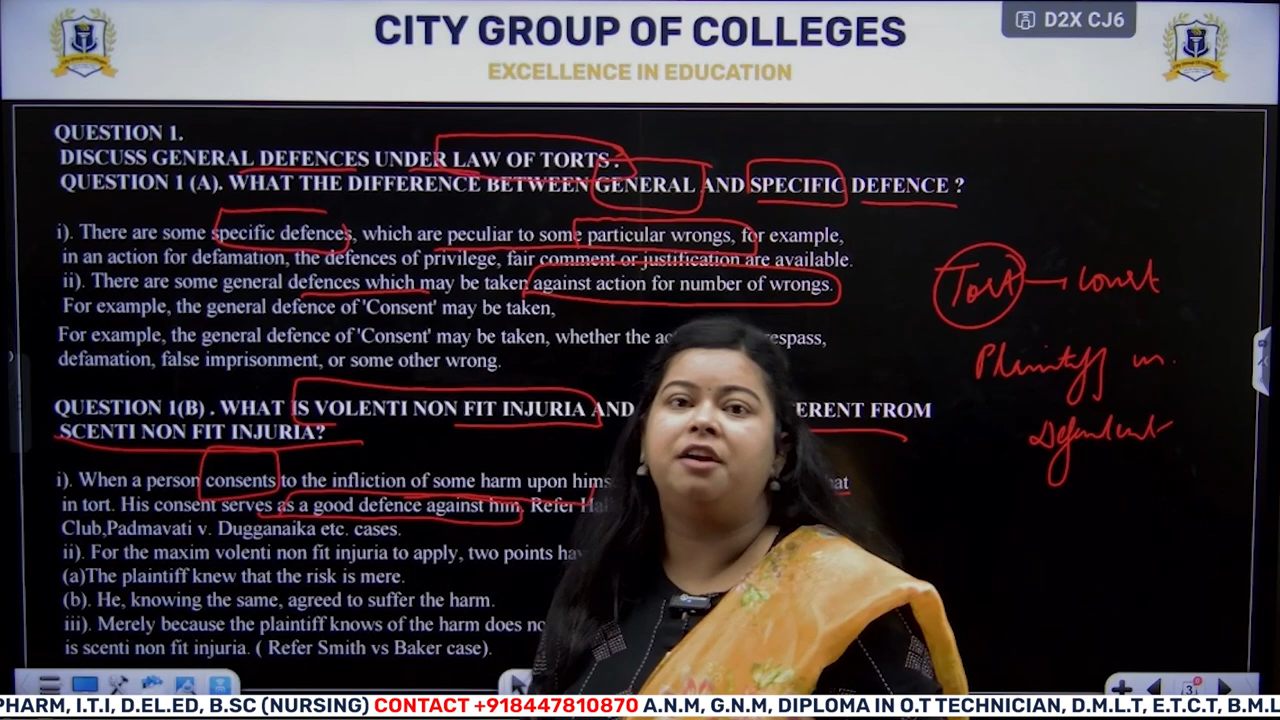 CITY GROUP OF COLLEGES
D2X CJ6
EXCELLENCE IN EDUCATION
QUESTION 1.
DISCUSS GENERAL DEFENCES UNDER LAW OF TORTS .
QUESTION 1 (A). WHAT THE DIFFERENCE BETWEEN GENERAL AND SPECIFIC DEFENCE ?
i). There are some specific defences, which are peculiar to some particular wrongs, for example,
in an action for defamation, the defences of privilege, fair comment or justification are available.
ii). There are some general defences which may be taken against action for number of wrongs.
For example, the general defence of 'Consent' may be taken,
For example, the general defence of 'Consent' may be taken, whether the ac espass,
defamation, false imprisonment, or some other wrong.
Tort → court
Plaintiff
Defendent
QUESTION 1(B) . WHAT IS VOLENTI NON FIT INJURIA AND ERENT FROM
SCENTI NON FIT INJURIA?
i). When a person consents to the infliction of some harm upon hims at
in tort. His consent serves as a good defence against him. Refer Hal
Club,Padmavati v. Dugganaika etc. cases.
ii). For the maxim volenti non fit injuria to apply, two points hav
(a)The plaintiff knew that the risk is mere.
(b). He, knowing the same, agreed to suffer the harm.
iii). Merely because the plaintiff knows of the harm does no
is scenti non fit injuria. ( Refer Smith vs Baker case).
3
PHARM, I.T.I, D.EL.ED, B.SC (NURSING) CONTACT +918447810870 A.N.M, G.N.M, DIPLOMA IN O.T TECHNICIAN, D.M.L.T, E.T.C.T, B.M.L